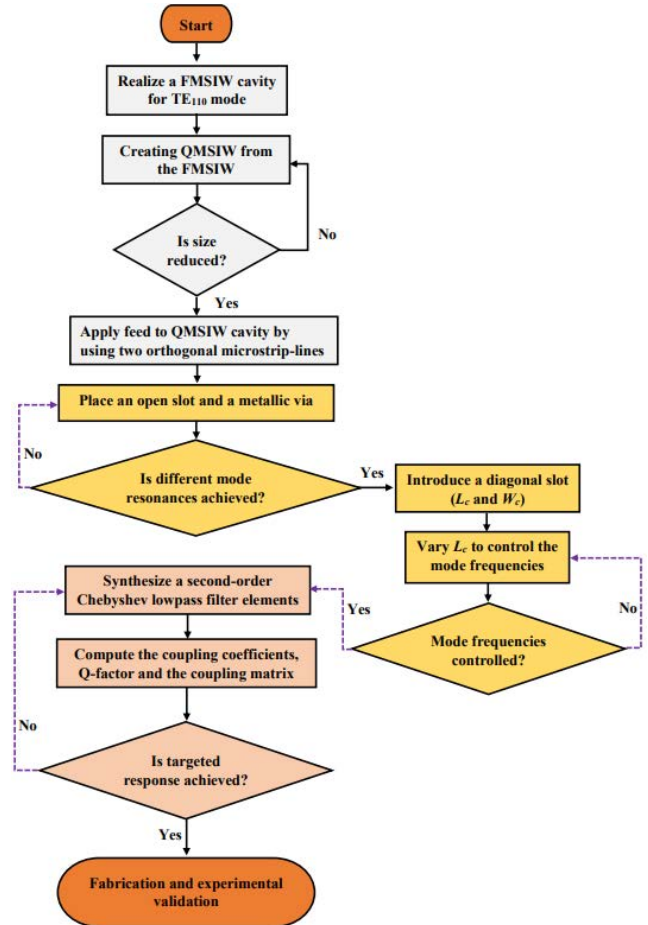 Start
Realize a FMSIW cavity
for TE₁₁₀ mode
Creating QMSIW from
the FMSIW
Is size
reduced?
No
Yes
Apply feed to QMSIW cavity by
using two orthogonal microstrip-lines
Place an open slot and a metallic via
No
Is different mode
resonances achieved?
Yes
Introduce a diagonal slot
(Lc and Wc)
Vary Lc to control the
mode frequencies
No
Mode frequencies
controlled?
Yes
Synthesize a second-order
Chebyshev lowpass filter elements
Compute the coupling coefficients,
Q-factor and the coupling matrix
No
Is targeted
response achieved?
Yes
Fabrication and experimental
validation